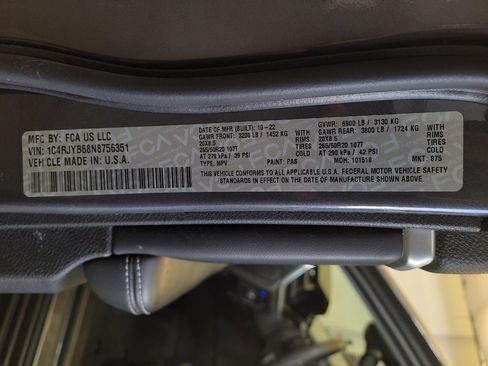 MFG BY: FCA US LLC
VIN: 1C4RJYB68N8756351
VEHICLE MADE IN U.S.A.
DATE OF MFR (BUILT): 10-22
GAWR FRONT: 3200 LB / 1452 KG
20X8.5 RIMS
265/50R20 107T TIRES
AT 270 kPa / 39 PSI COLD
TYPE: MPV PAINT: PAS
GVWR: 6900 LB / 3130 KG
GAWR REAR: 3800 LB / 1724 KG
20X8.5 RIMS
265/50R20 107T TIRES
AT 290 kPa / 42 PSI COLD
MDH: 101518 MKT: 875
THIS VEHICLE CONFORMS TO ALL APPLICABLE U.S.A. FEDERAL MOTOR VEHICLE SAFETY
STANDARDS IN EFFECT ON THE DATE OF MANUFACTURE SHOWN ABOVE